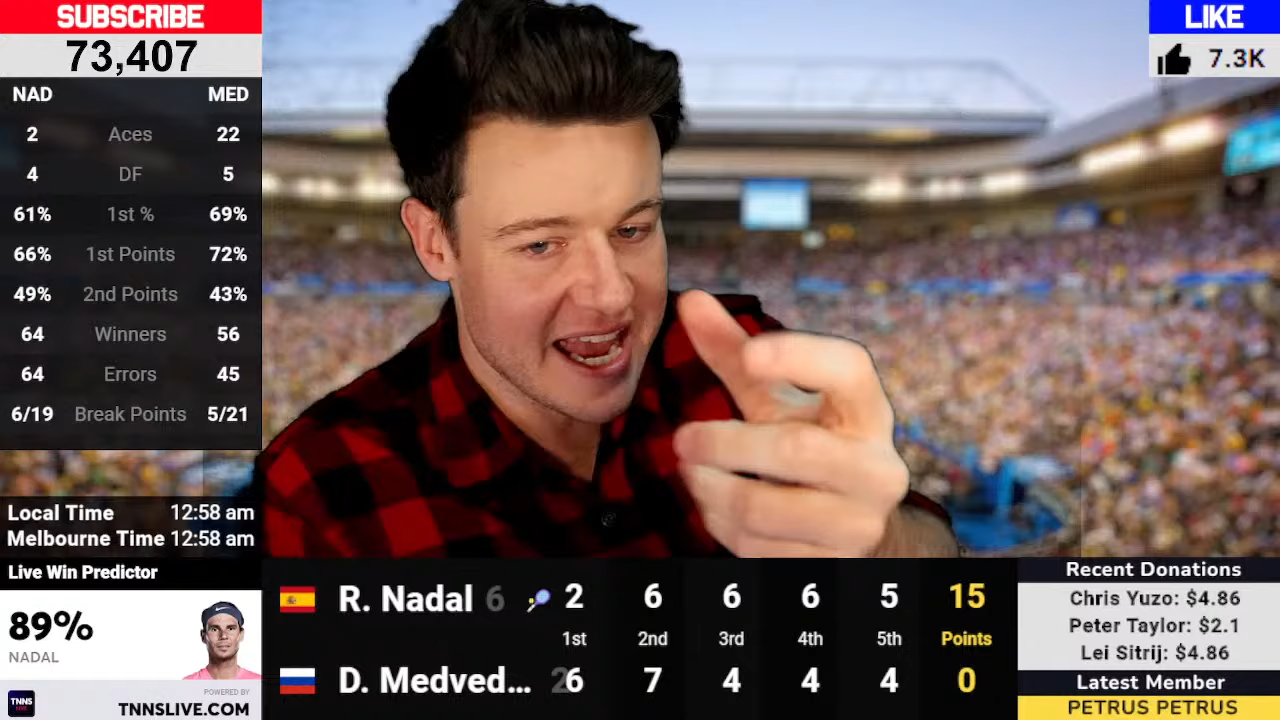 SUBSCRIBE
73,407
NAD MED
2 Aces 22
4 DF 5
61% 1st % 69%
66% 1st Points 72%
49% 2nd Points 43%
64 Winners 56
64 Errors 45
6/19 Break Points 5/21
Local Time 12:58 am
Melbourne Time 12:58 am
Live Win Predictor
89%
NADAL
POWERED BY
TNNS
LIVE
TNNSLIVE.COM
LIKE
7.3K
R. Nadal 6 2 6 6 6 5 15
1st 2nd 3rd 4th 5th Points
D. Medved... 2 6 7 4 4 4 0
Recent Donations
Chris Yuzo: $4.86
Peter Taylor: $2.1
Lei Sitrij: $4.86
Latest Member
PETRUS PETRUS